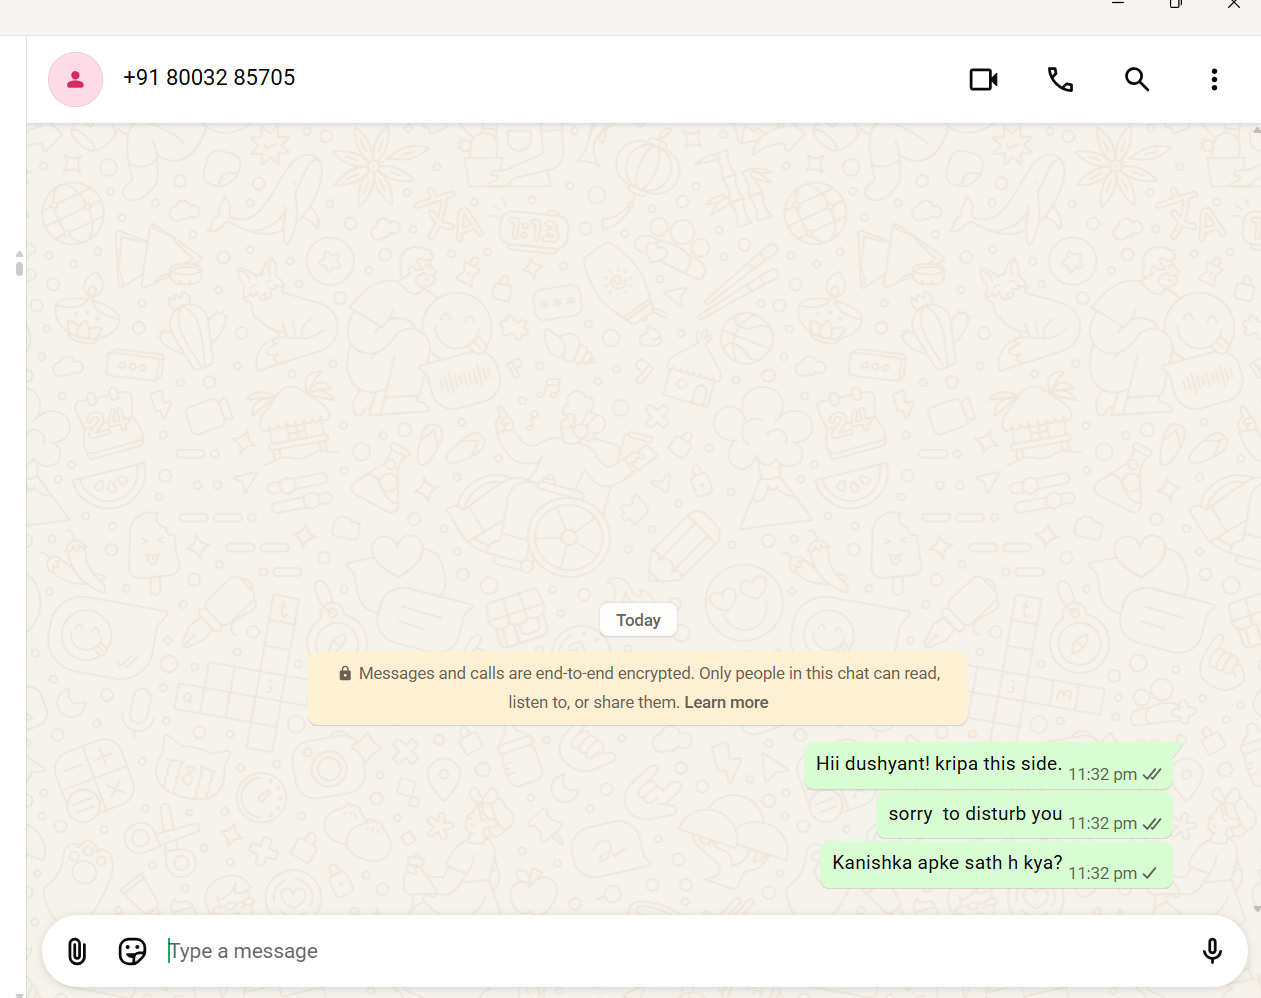 +91 80032 85705
Today
Messages and calls are end-to-end encrypted. Only people in this chat can read,
listen to, or share them. Learn more
Hii dushyant! kripa this side. 11:32 pm
sorry  to disturb you 11:32 pm
Kanishka apke sath h kya? 11:32 pm
Type a message